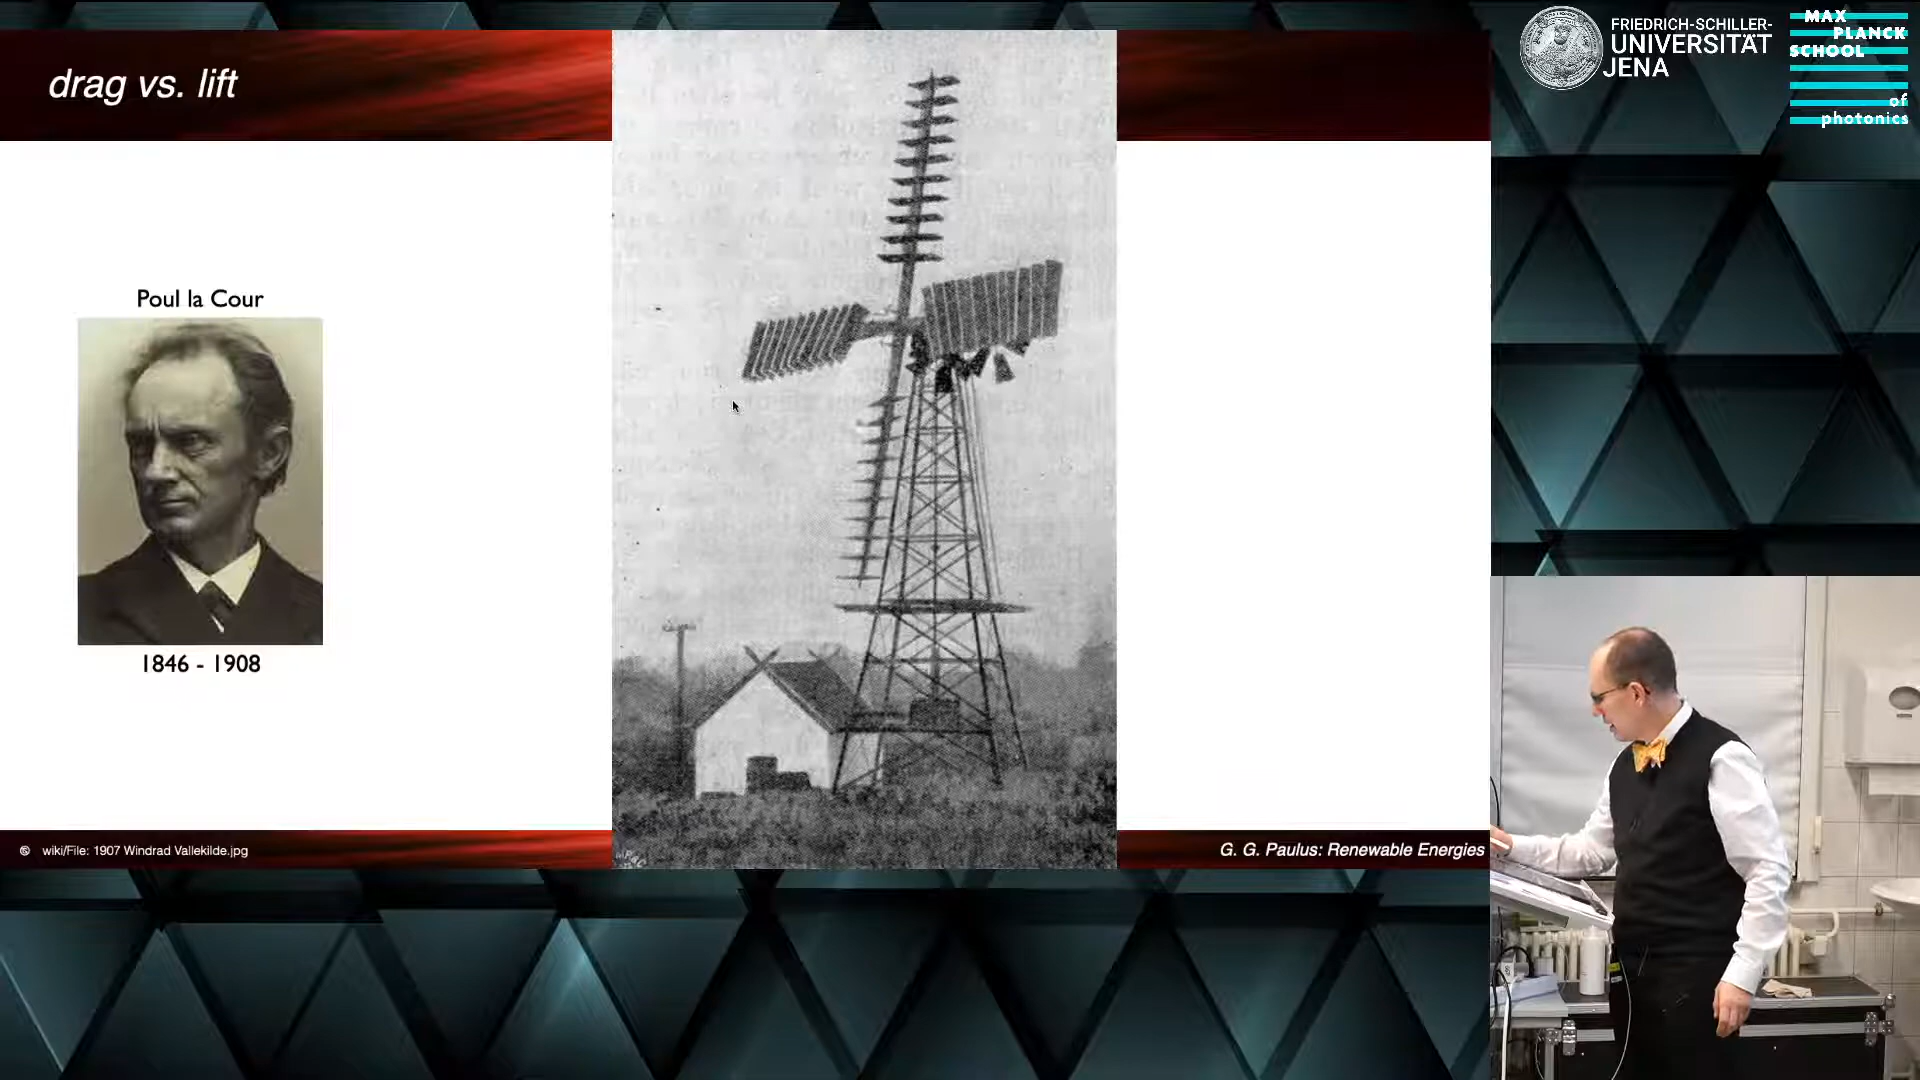 drag vs. lift
FRIEDRICH-SCHILLER-
UNIVERSITÄT
JENA
MAX
PLANCK
SCHOOL
of
photonics
Poul la Cour
1846 - 1908
wiki/File: 1907 Windrad Vallekilde.jpg
G. G. Paulus: Renewable Energies